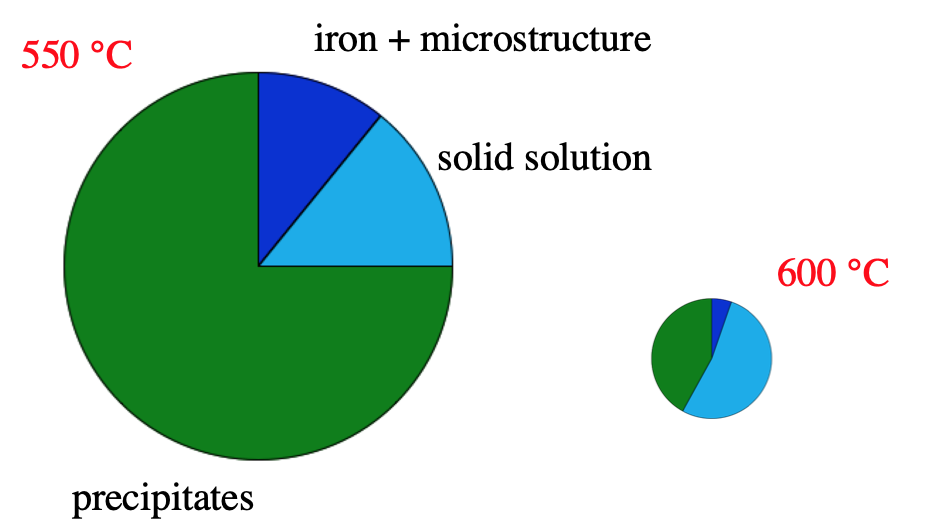 550 °C
iron + microstructure
solid solution
600 °C
precipitates